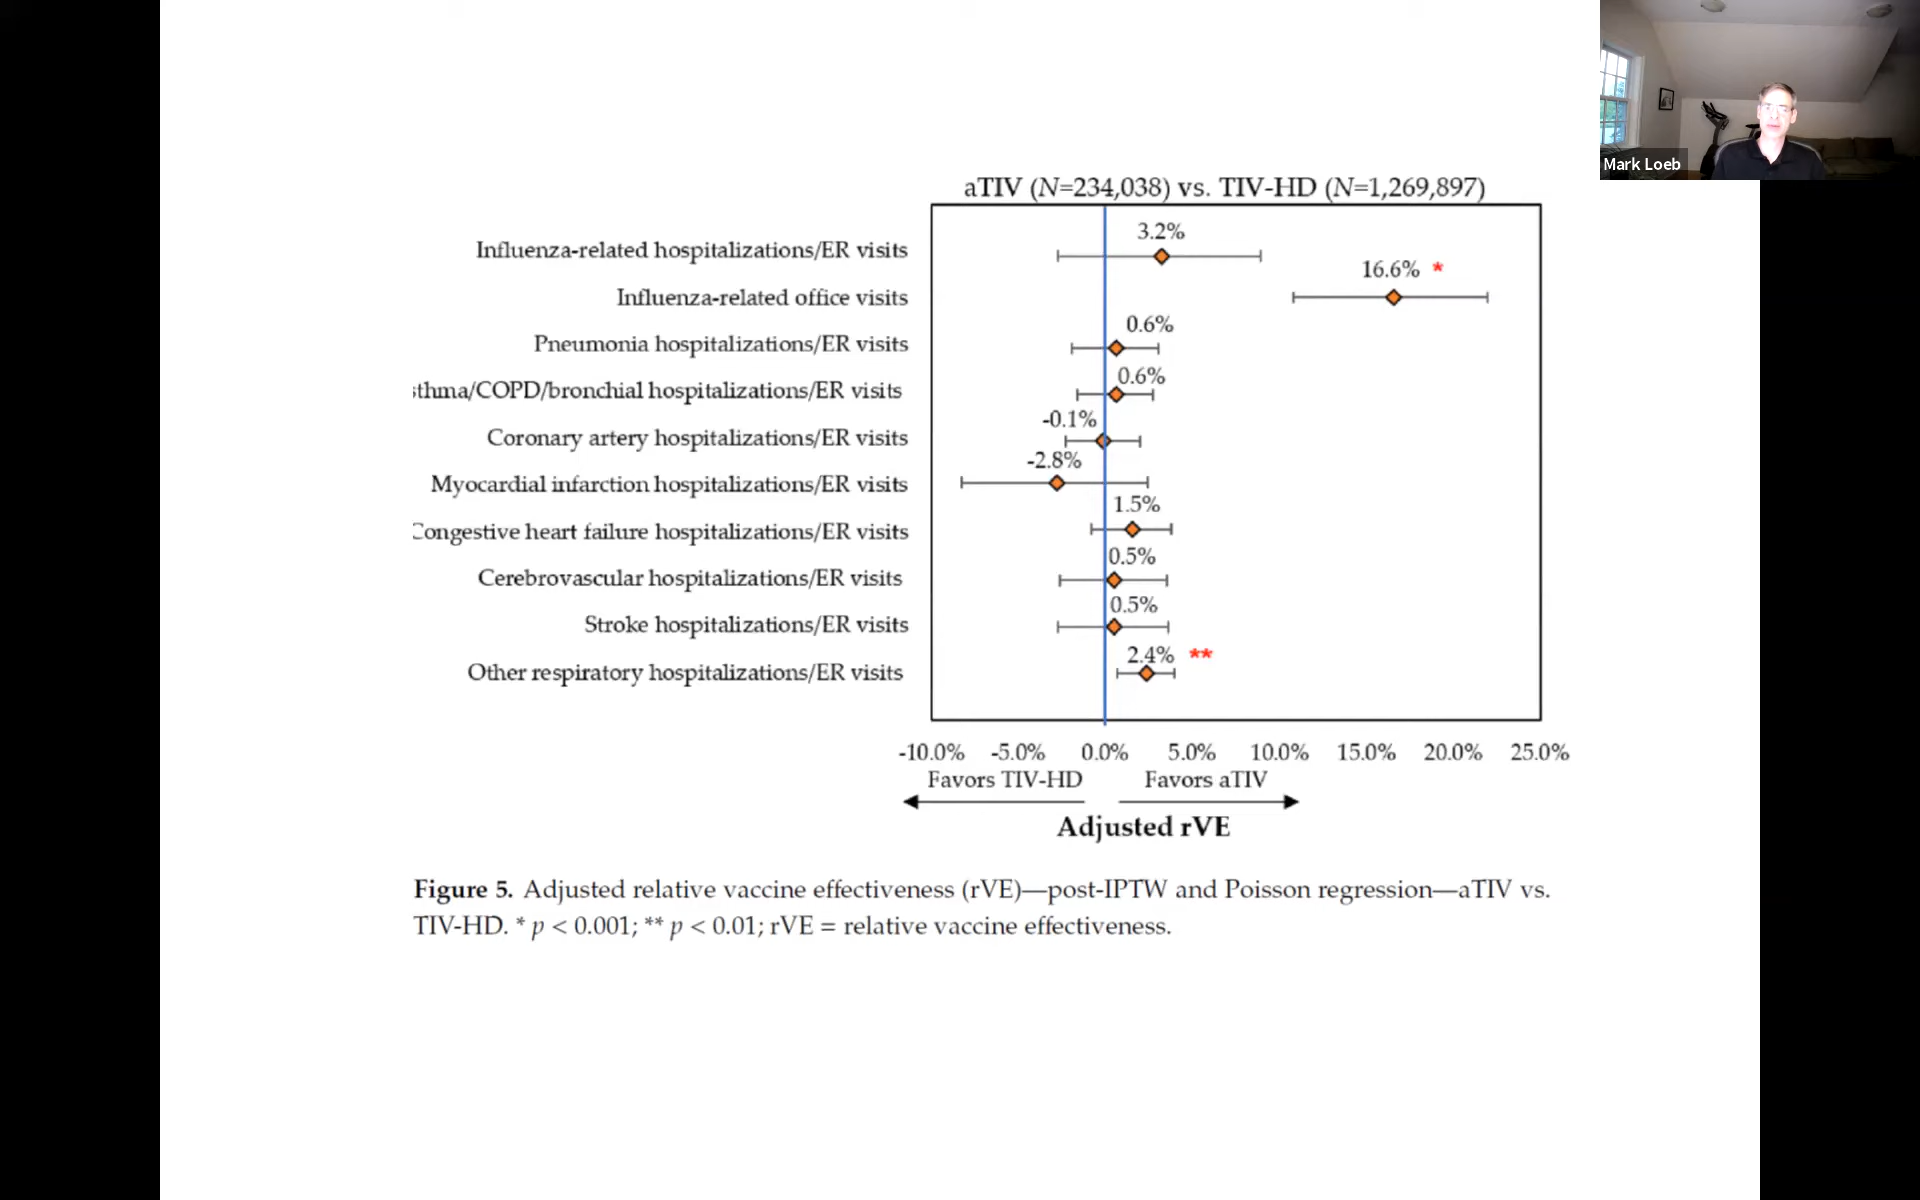 Mark Loeb
aTIV (N=234,038) vs. TIV-HD (N=1,269,897)
Influenza-related hospitalizations/ER visits
3.2%
Influenza-related office visits
16.6% *
Pneumonia hospitalizations/ER visits
0.6%
sthma/COPD/bronchial hospitalizations/ER visits
0.6%
Coronary artery hospitalizations/ER visits
-0.1%
Myocardial infarction hospitalizations/ER visits
-2.8%
Congestive heart failure hospitalizations/ER visits
1.5%
Cerebrovascular hospitalizations/ER visits
0.5%
Stroke hospitalizations/ER visits
0.5%
Other respiratory hospitalizations/ER visits
2.4% **
-10.0% -5.0% 0.0% 5.0% 10.0% 15.0% 20.0% 25.0%
Favors TIV-HD Favors aTIV
Adjusted rVE
Figure 5. Adjusted relative vaccine effectiveness (rVE)—post-IPTW and Poisson regression—aTIV vs.
TIV-HD. * p < 0.001; ** p < 0.01; rVE = relative vaccine effectiveness.